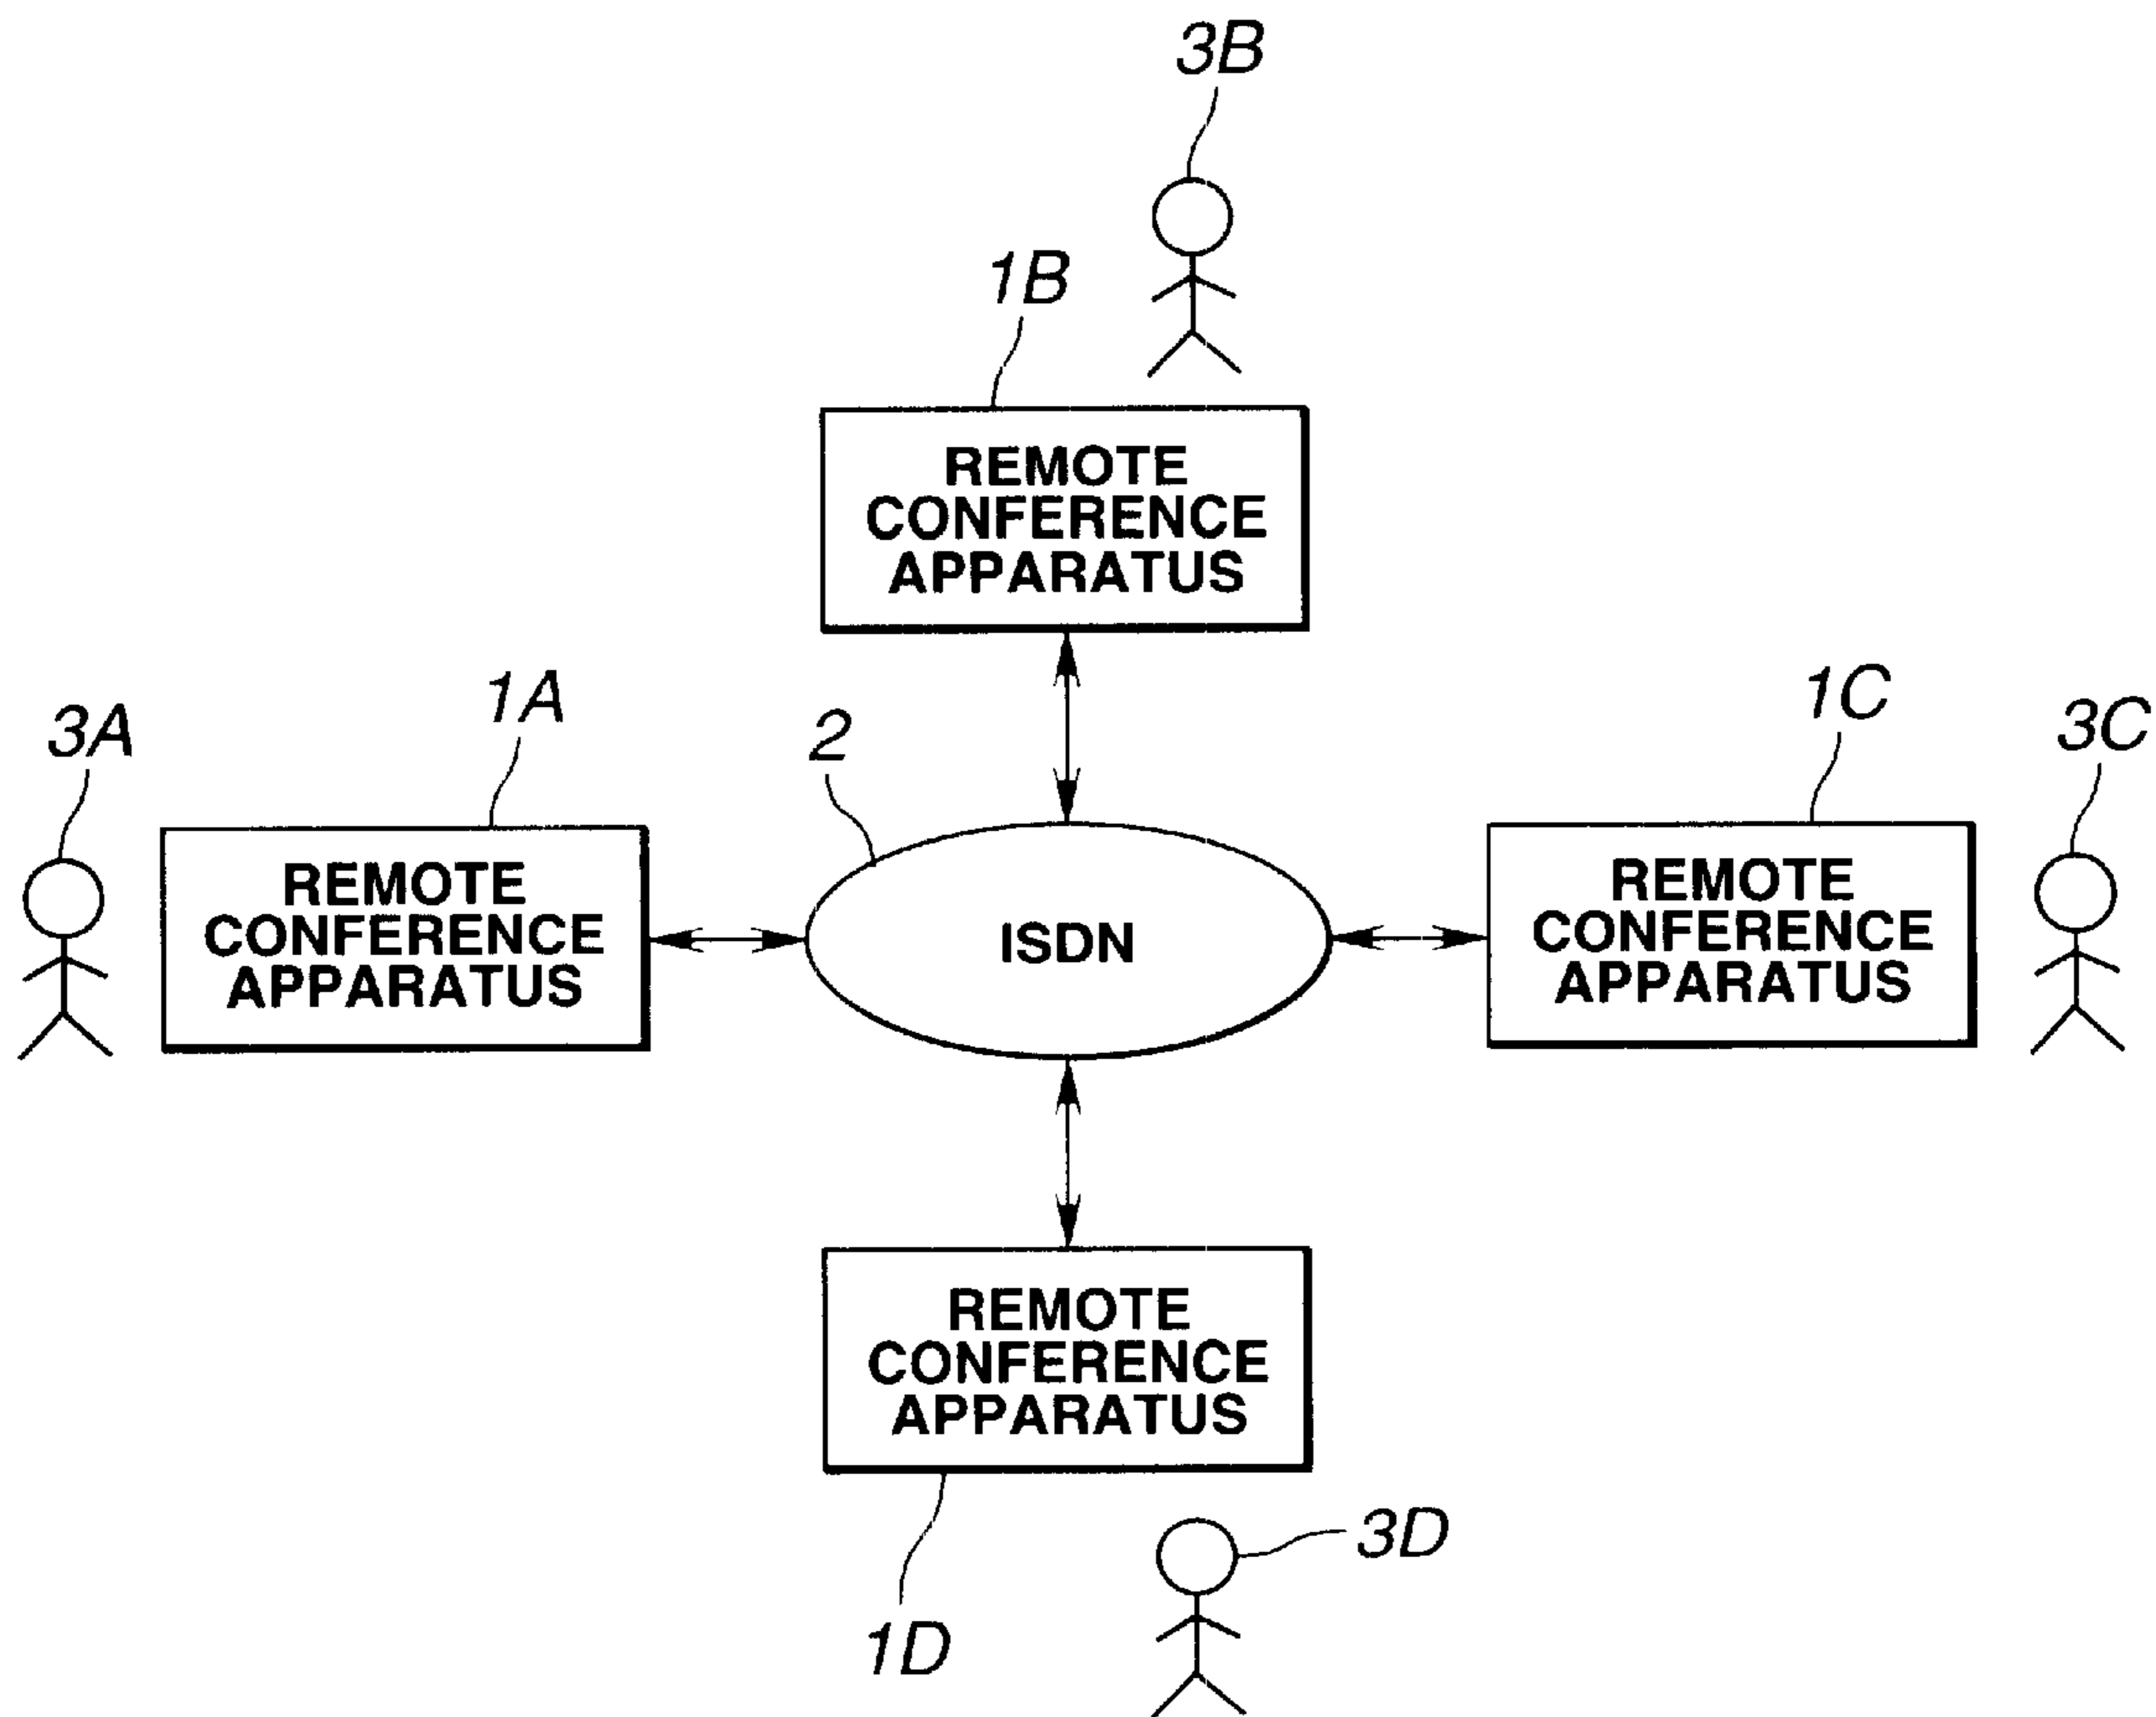 3B
1B
REMOTE
CONFERENCE
APPARATUS
3A
1A
2
1C
3C
REMOTE
CONFERENCE
APPARATUS
ISDN
REMOTE
CONFERENCE
APPARATUS
REMOTE
CONFERENCE
APPARATUS
1D
3D